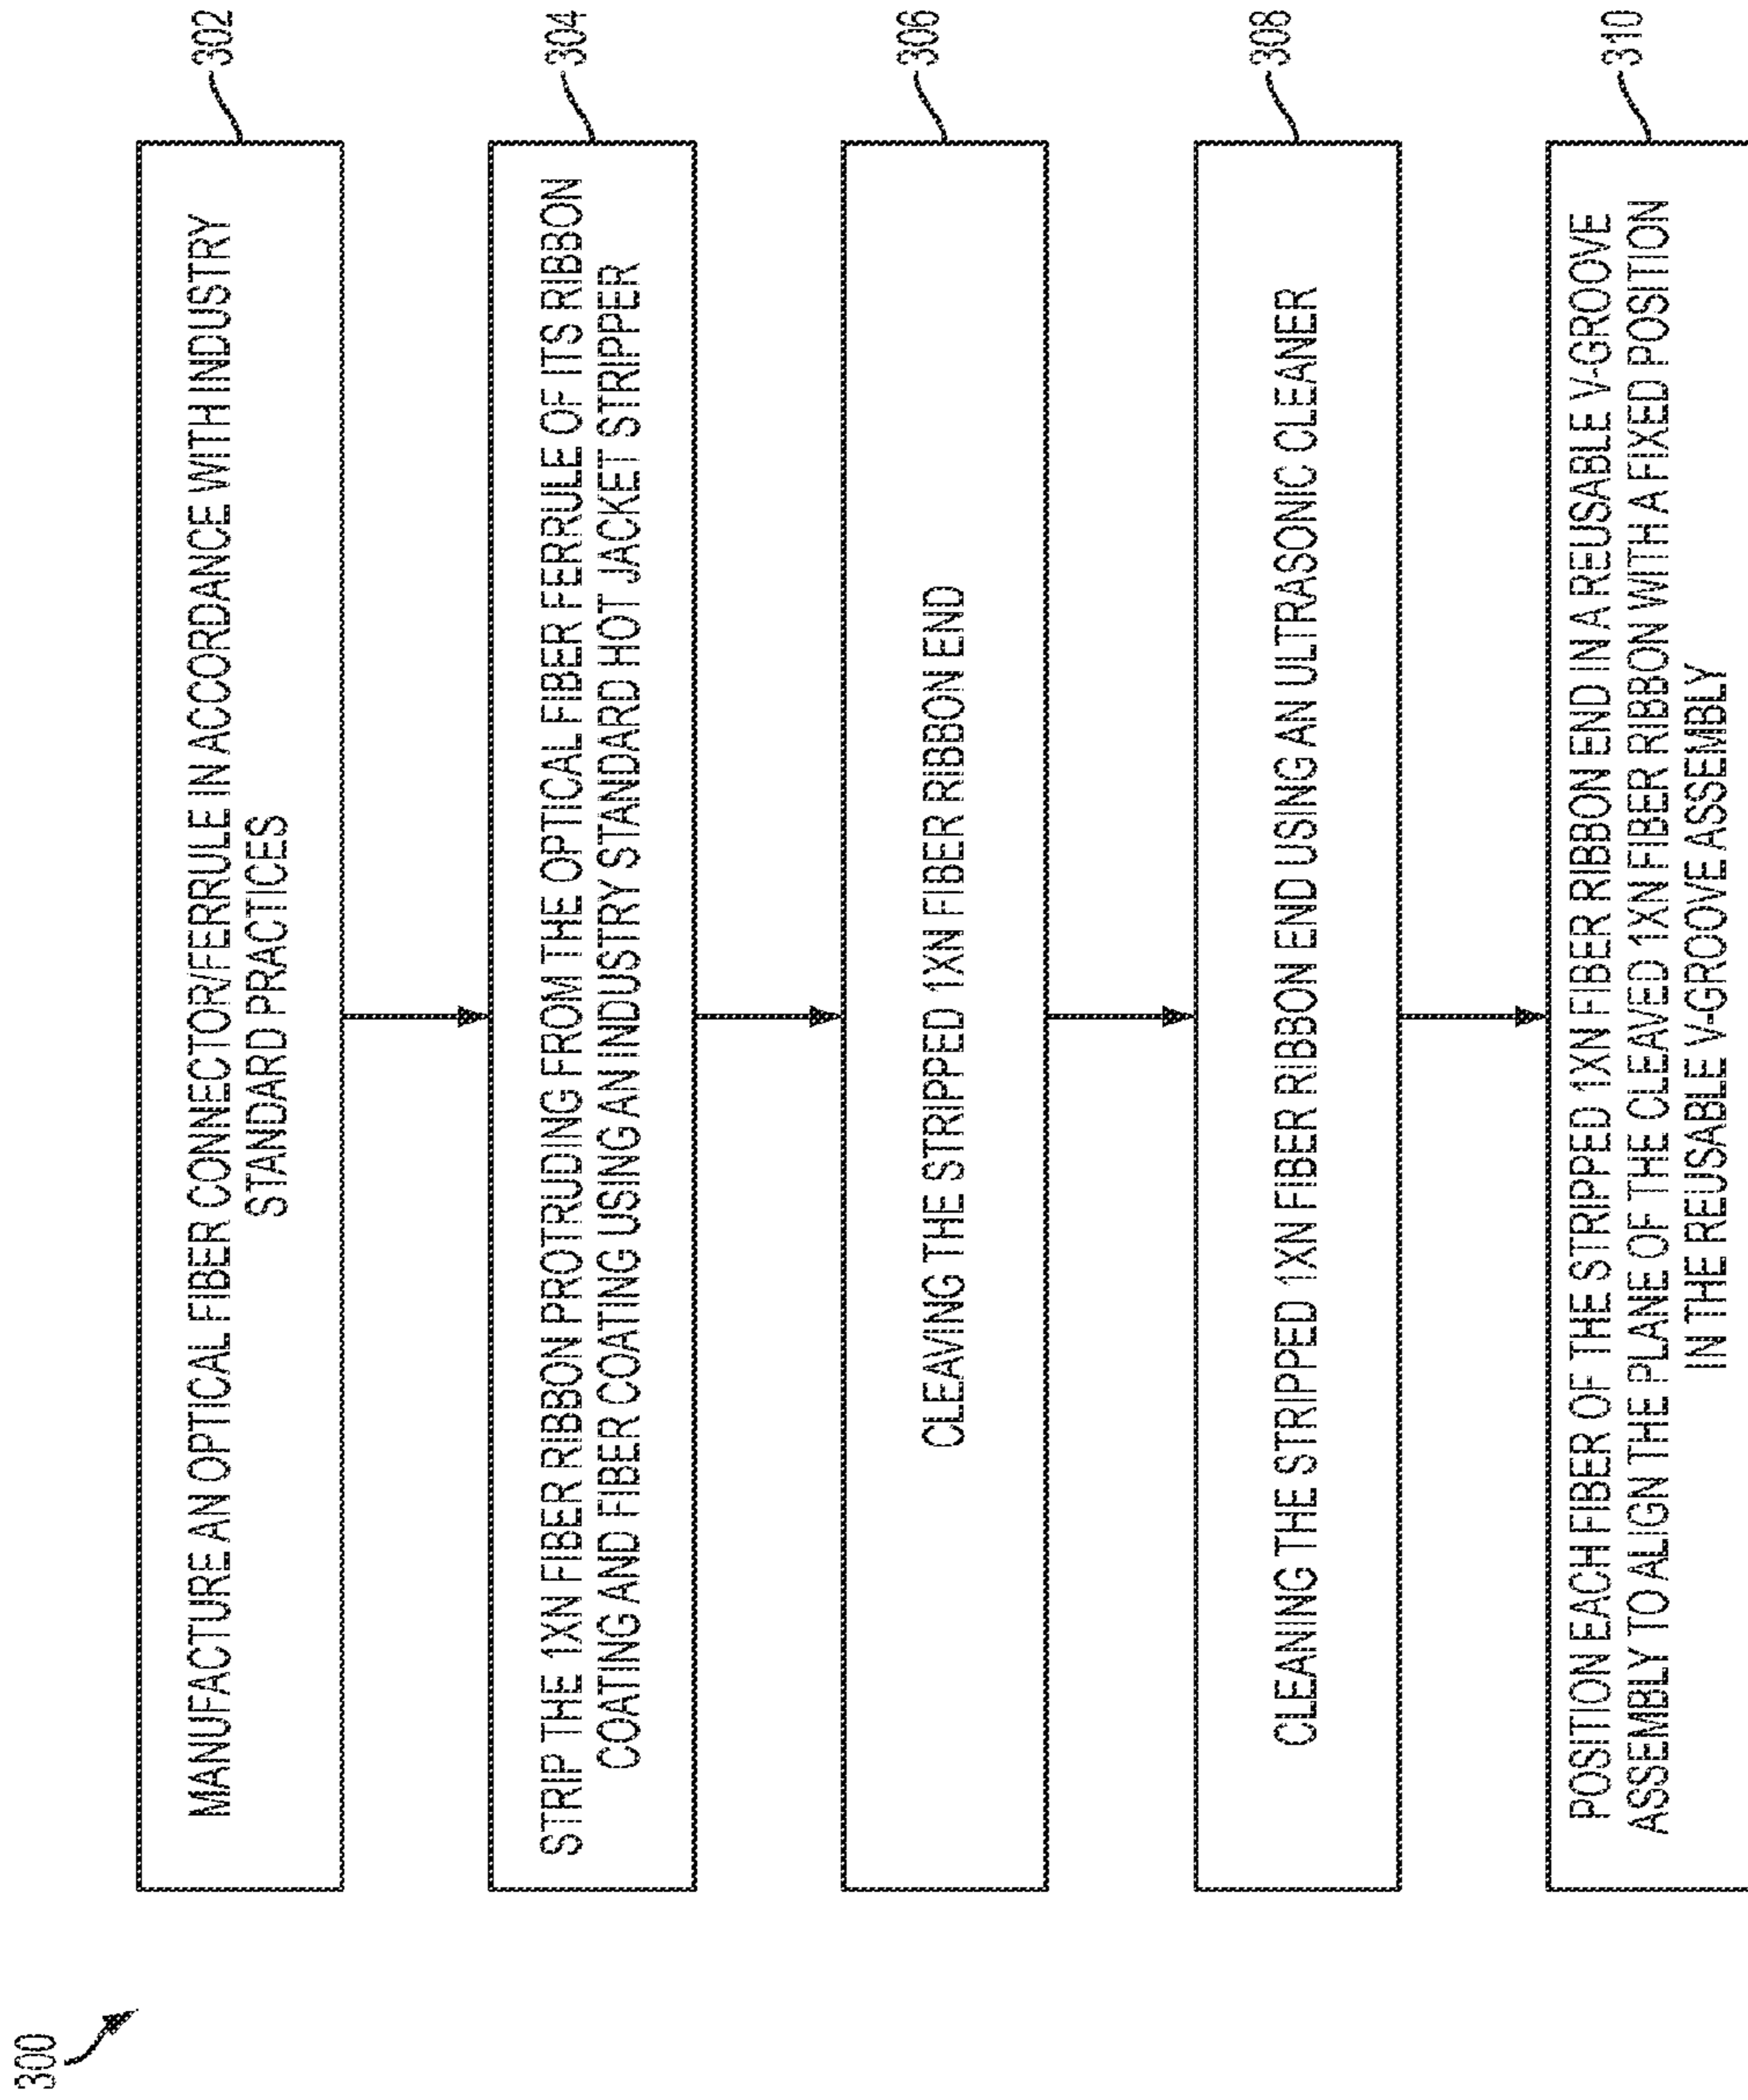 300
MANUFACTURE AN OPTICAL FIBER CONNECTOR/FERRULE IN ACCORDANCE WITH INDUSTRY
STANDARD PRACTICES
302
STRIP THE 1XN FIBER RIBBON PROTRUDING FROM THE OPTICAL FIBER FERRULE OF ITS RIBBON
COATING AND FIBER COATING USING AN INDUSTRY STANDARD HOT JACKET STRIPPER
304
CLEAVING THE STRIPPED 1XN FIBER RIBBON END
306
CLEANING THE STRIPPED 1XN FIBER RIBBON END USING AN ULTRASONIC CLEANER
308
POSITION EACH FIBER OF THE STRIPPED 1XN FIBER RIBBON END IN A REUSABLE V-GROOVE
ASSEMBLY TO ALIGN THE PLANE OF THE CLEAVED 1XN FIBER RIBBON WITH A FIXED POSITION
IN THE REUSABLE V-GROOVE ASSEMBLY
310